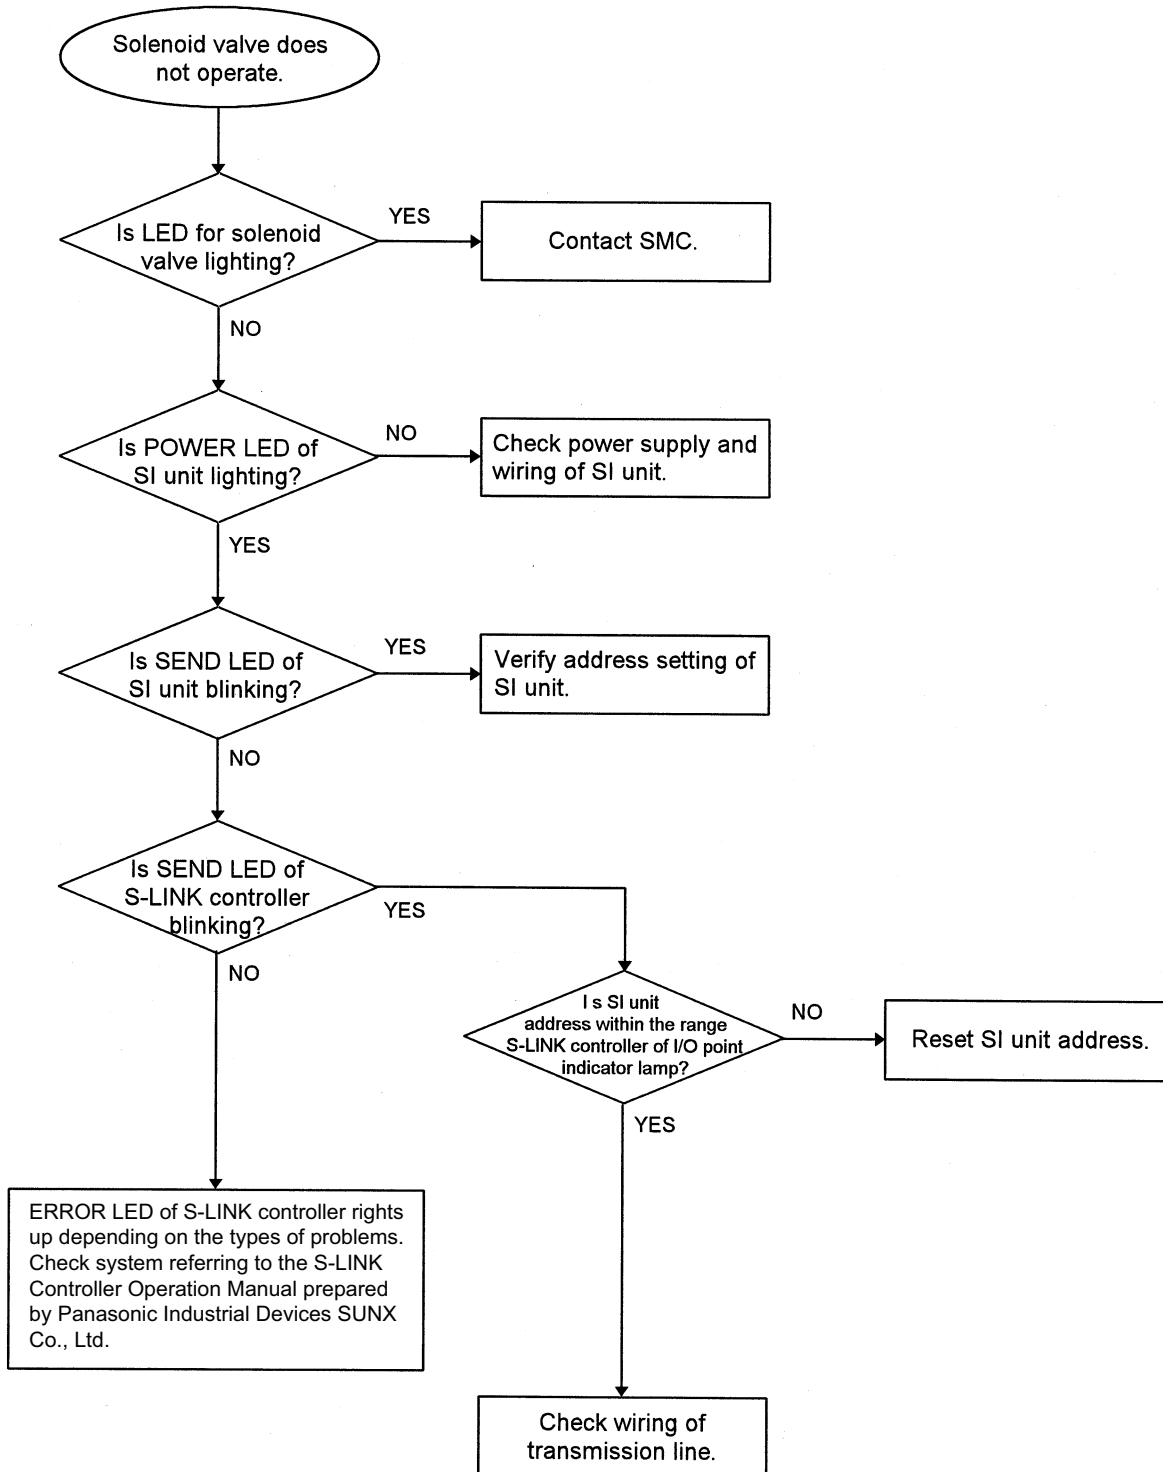 Solenoid valve does
not operate.
Is LED for solenoid
valve lighting?
YES
Contact SMC.
NO
Is POWER LED of
SI unit lighting?
NO
Check power supply and
wiring of SI unit.
YES
Is SEND LED of
SI unit blinking?
YES
Verify address setting of
SI unit.
NO
Is SEND LED of
S-LINK controller
blinking?
YES
NO
I s SI unit
address within the range
S-LINK controller of I/O point
indicator lamp?
NO
Reset SI unit address.
YES
ERROR LED of S-LINK controller rights
up depending on the types of problems.
Check system referring to the S-LINK
Controller Operation Manual prepared
by Panasonic Industrial Devices SUNX
Co., Ltd.
Check wiring of
transmission line.